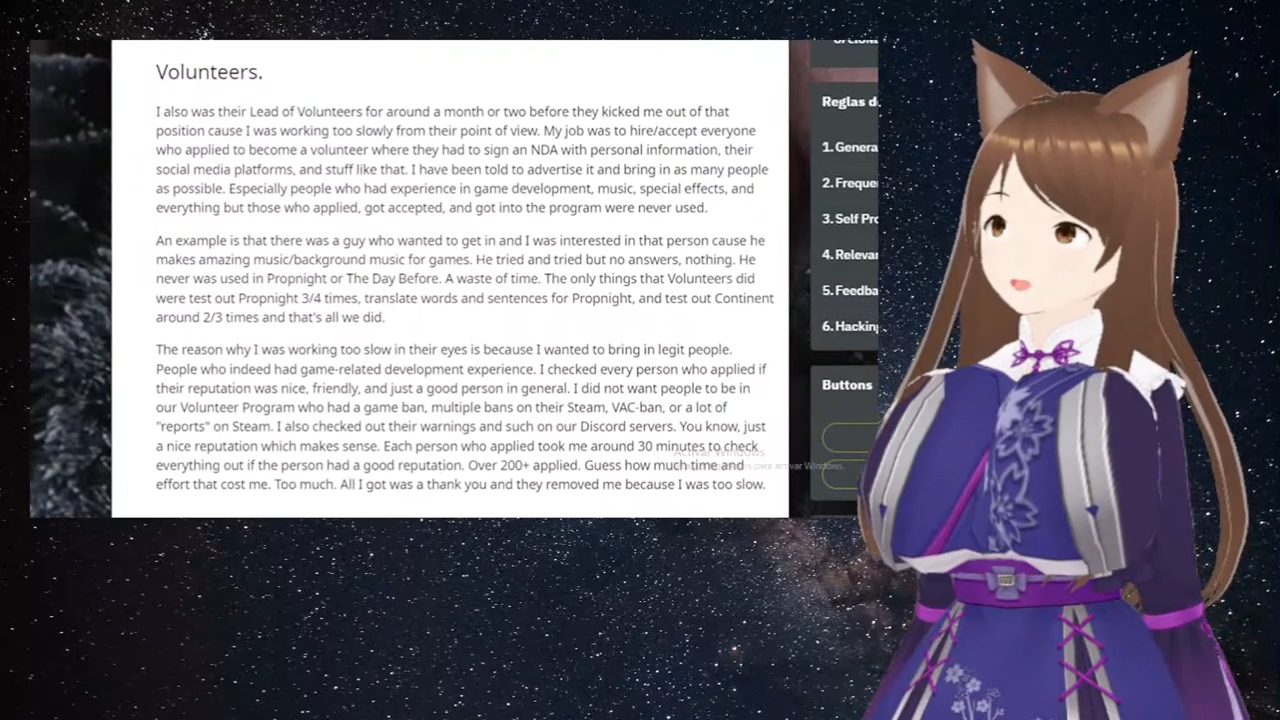 Volunteers.
I also was their Lead of Volunteers for around a month or two before they kicked me out of that
position cause I was working too slowly from their point of view. My job was to hire/accept everyone
who applied to become a volunteer where they had to sign an NDA with personal information, their
social media platforms, and stuff like that. I have been told to advertise it and bring in as many people
as possible. Especially people who had experience in game development, music, special effects, and
everything but those who applied, got accepted, and got into the program were never used.
An example is that there was a guy who wanted to get in and I was interested in that person cause he
makes amazing music/background music for games. He tried and tried but no answers, nothing. He
never was used in Propnight or The Day Before. A waste of time. The only things that Volunteers did
were test out Propnight 3/4 times, translate words and sentences for Propnight, and test out Continent
around 2/3 times and that's all we did.
The reason why I was working too slow in their eyes is because I wanted to bring in legit people.
People who indeed had game-related development experience. I checked every person who applied if
their reputation was nice, friendly, and just a good person in general. I did not want people to be in
our Volunteer Program who had a game ban, multiple bans on their Steam, VAC-ban, or a lot of
"reports" on Steam. I also checked out their warnings and such on our Discord servers. You know, just
a nice reputation which makes sense. Each person who applied took me around 30 minutes to check
everything out if the person had a good reputation. Over 200+ applied. Guess how much time and
effort that cost me. Too much. All I got was a thank you and they removed me because I was too slow.
Reglas d
1. Genera
2. Freque
3. Self Pro
4. Relevan
5. Feedba
6. Hacking
Buttons
Activar Windows
para activar Windows.